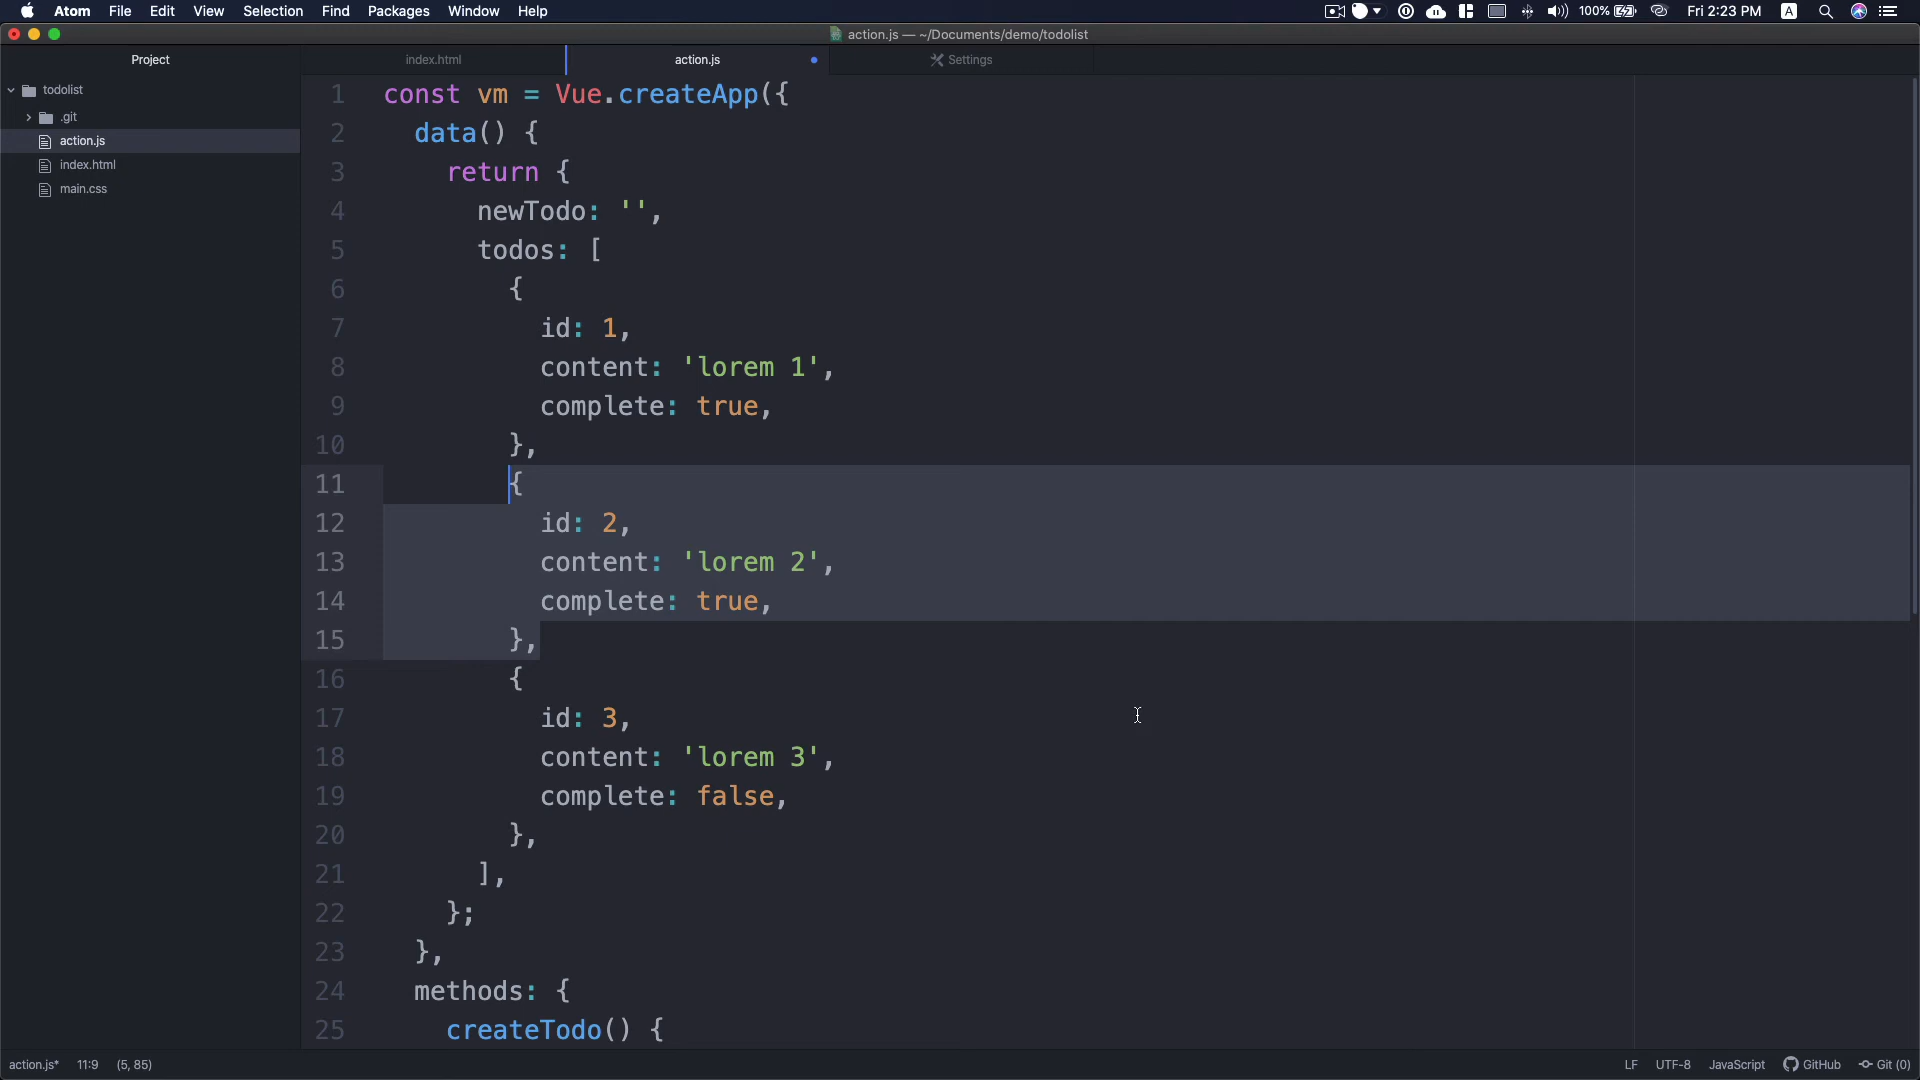 Atom File Edit View Selection Find Packages Window Help 100% Fri 2:23 PM A
action.js — ~/Documents/demo/todolist
Project index.html action.js Settings
todolist
.git
action.js
index.html
main.css
1 const vm = Vue.createApp({
2 data() {
3 return {
4 newTodo: '',
5 todos: [
6 {
7 id: 1,
8 content: 'lorem 1',
9 complete: true,
10 },
11 {
12 id: 2,
13 content: 'lorem 2',
14 complete: true,
15 },
16 {
17 id: 3,
18 content: 'lorem 3',
19 complete: false,
20 },
21 ],
22 };
23 },
24 methods: {
25 createTodo() {
action.js* 11:9 (5, 85) LF UTF-8 JavaScript GitHub Git (0)